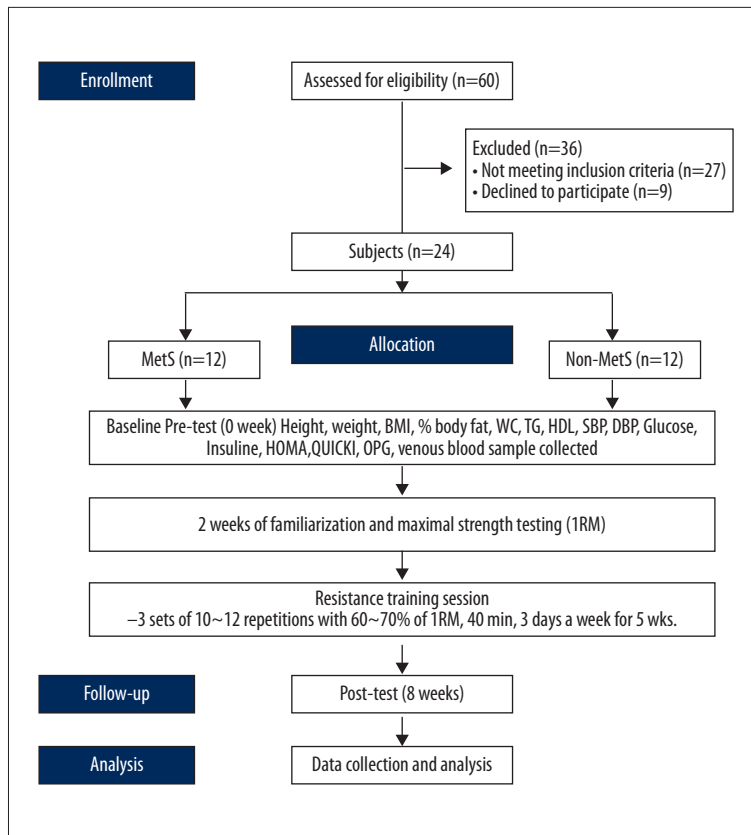 Enrollment
Assessed for eligibility (n=60)
Excluded (n=36)
• Not meeting inclusion criteria (n=27)
• Declined to participate (n=9)
Subjects (n=24)
MetS (n=12)
Allocation
Non-MetS (n=12)
Baseline Pre-test (0 week) Height, weight, BMI, % body fat, WC, TG, HDL, SBP, DBP, Glucose,
Insuline, HOMA,QUICKI, OPG, venous blood sample collected
2 weeks of familiarization and maximal strength testing (1RM)
Resistance training session
–3 sets of 10~12 repetitions with 60~70% of 1RM, 40 min, 3 days a week for 5 wks.
Follow-up
Post-test (8 weeks)
Analysis
Data collection and analysis